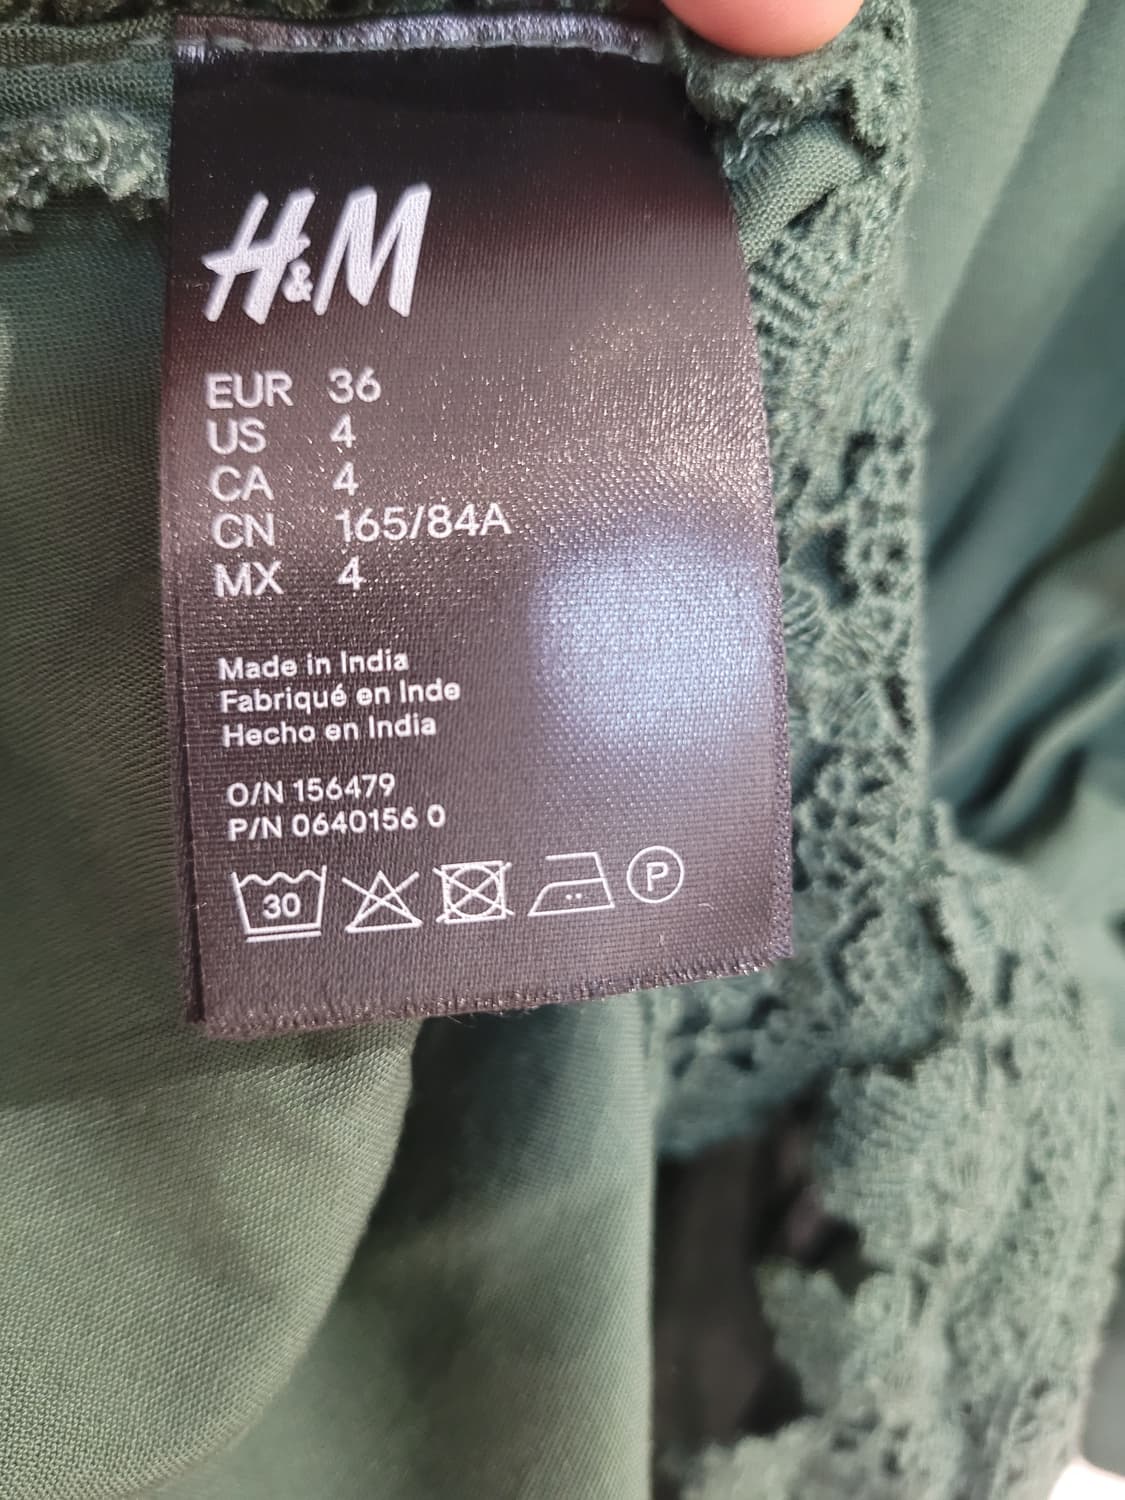 H&M
EUR 36
US 4
CA 4
CN 165/84A
MX 4
Made in India
Fabriqué en Inde
Hecho en India
O/N 156479
P/N 0640156 0
30 P